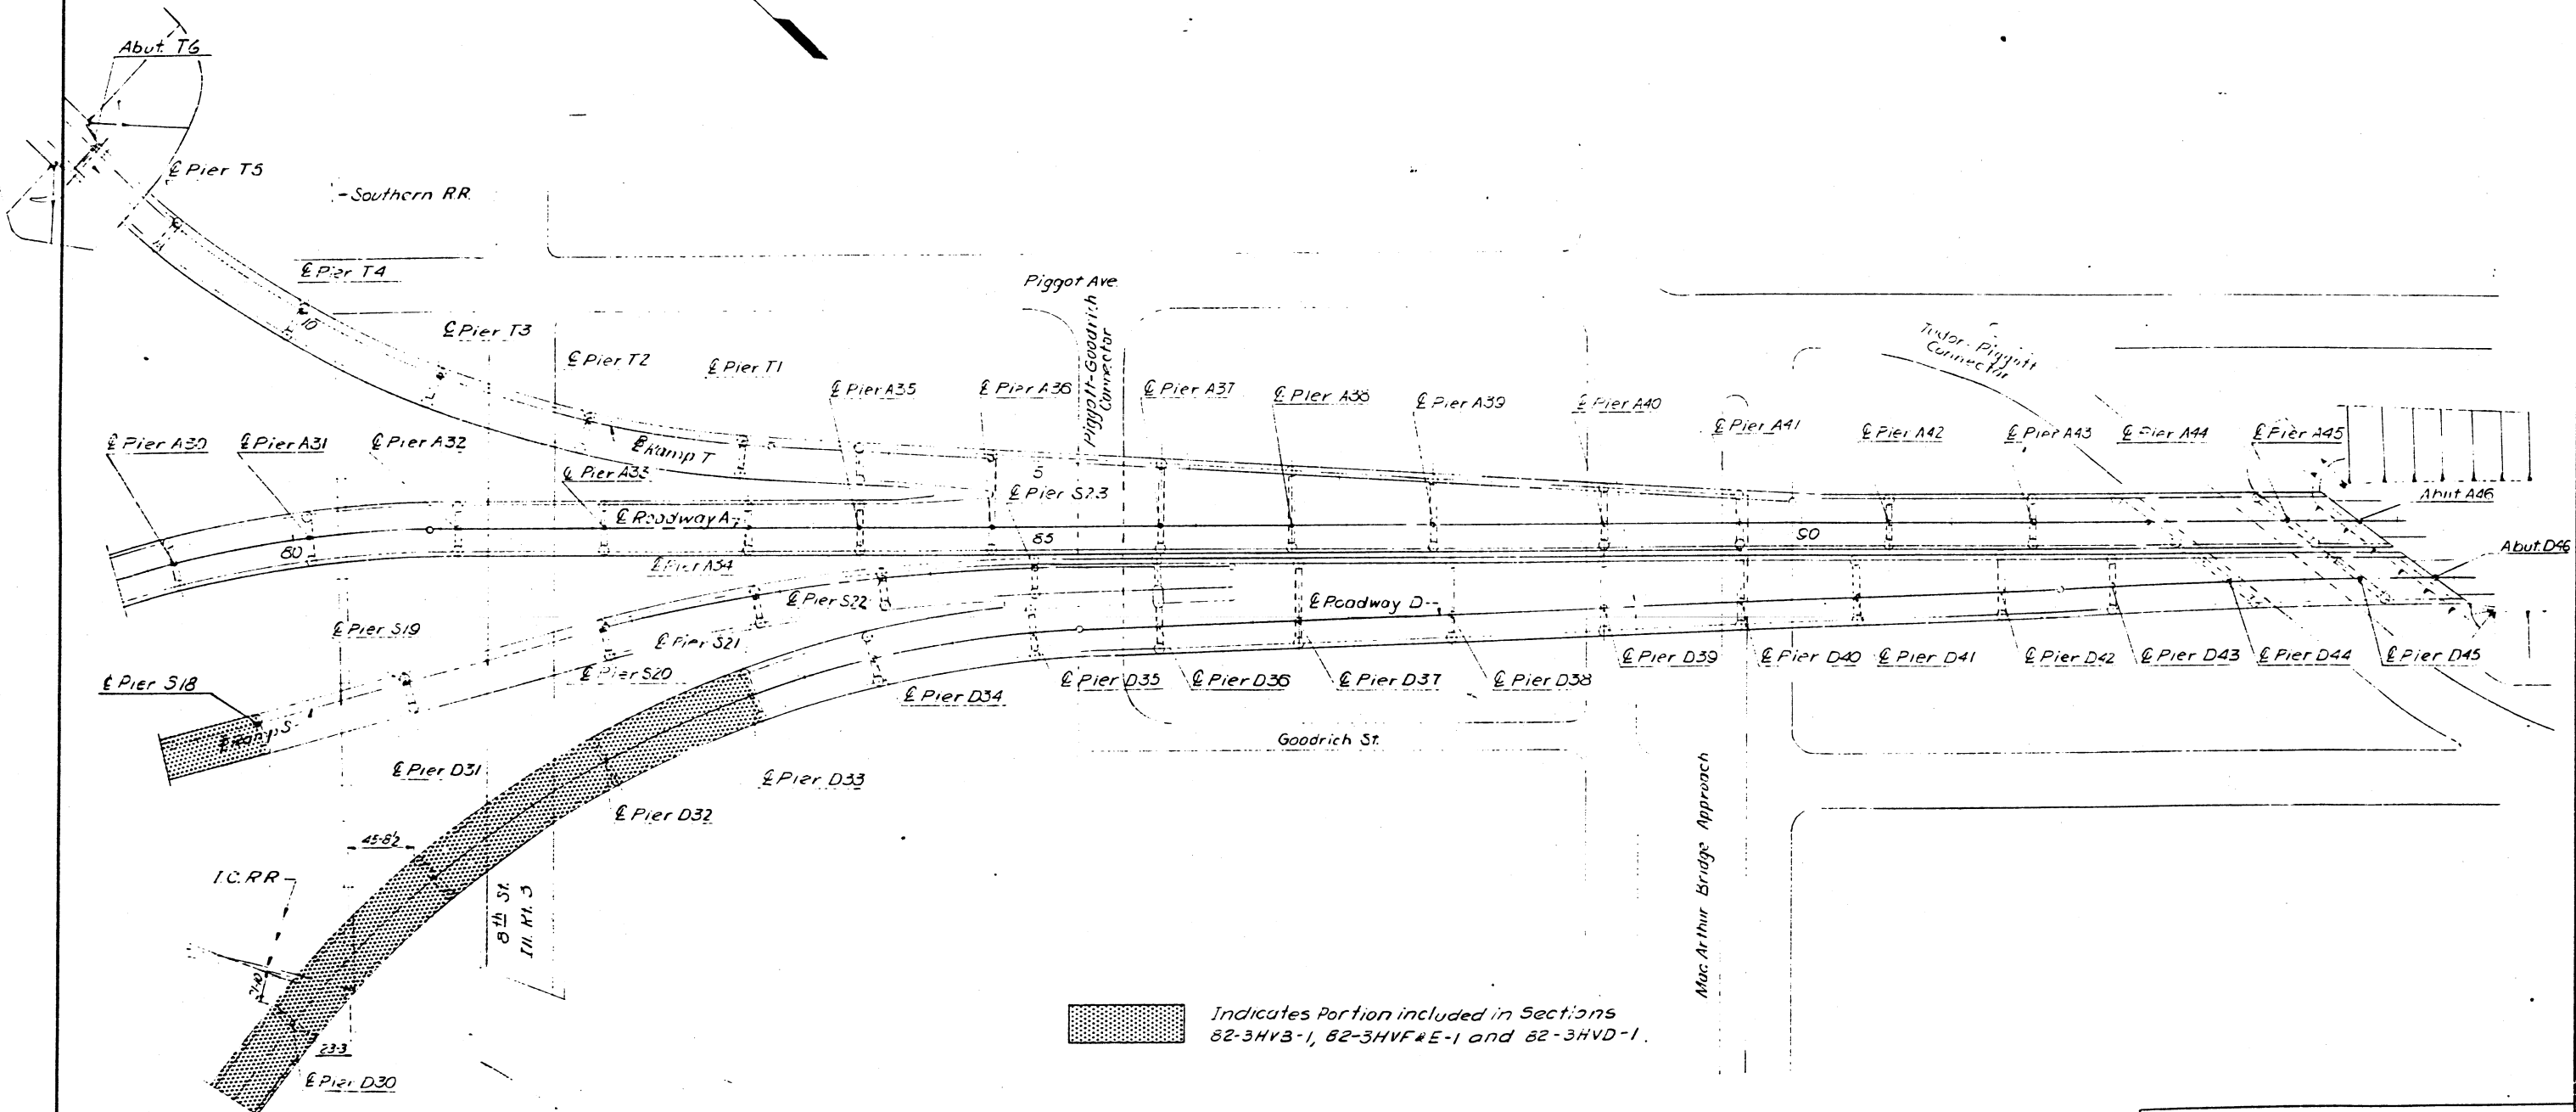 Abut. T6
℄ Pier T5
Southern R.R.
℄ Pier T4
Piggot Ave.
Piggott-Goodrich
Connector
℄ Pier T3
℄ Pier T2
℄ Pier T1
10
Tudor-Piggott
Connector
℄ Pier A35
℄ Pier A36
℄ Pier A37
℄ Pier A38
℄ Pier A39
℄ Pier A40
℄ Pier A41
℄ Pier A42
℄ Pier A43
℄ Pier A44
℄ Pier A45
℄ Pier A30
℄ Pier A31
℄ Pier A32
℄ Ramp T
℄ Pier A33
5
℄ Pier S23
Abut A46
℄ Roadway A
80
85
90
Abut. D46
℄ Pier A34
℄ Pier S22
℄ Roadway D
℄ Pier S19
℄ Pier S21
℄ Pier S20
℄ Pier S18
℄ Ramp S
℄ Pier D34
℄ Pier D35
℄ Pier D36
℄ Pier D37
℄ Pier D38
℄ Pier D39
℄ Pier D40
℄ Pier D41
℄ Pier D42
℄ Pier D43
℄ Pier D44
℄ Pier D45
Goodrich St.
℄ Pier D31
℄ Pier D33
℄ Pier D32
45-8½
I.C. R R
8th St.
Ill. Rt. 3
Mac Arthur Bridge Approach
23-3
℄ Pier D30
Indicates Portion included in Sections
82-3HVB-1, 82-3HVF&E-1 and 82-3HVD-1.